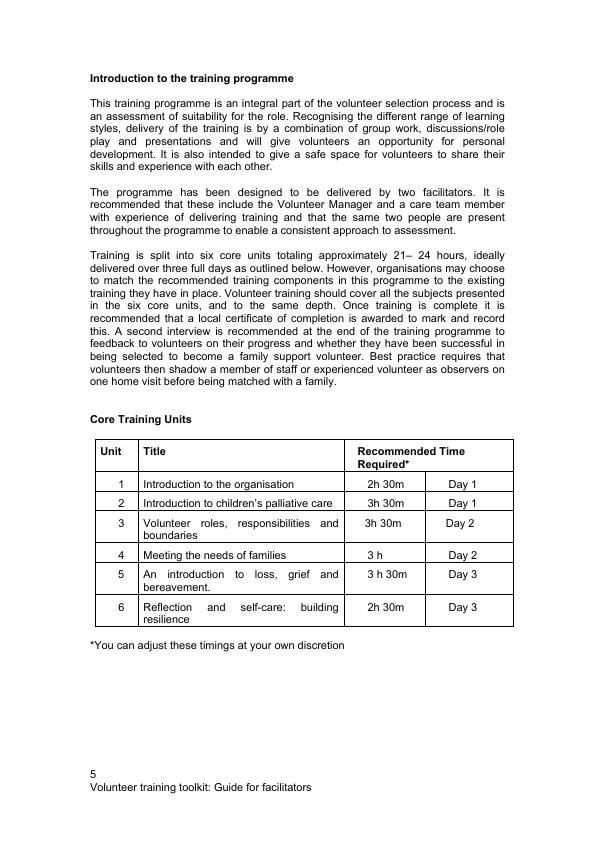 Introduction to the training programme
This training programme is an integral part of the volunteer selection process and is
an assessment of suitability for the role. Recognising the different range of learning
styles, delivery of the training is by a combination of group work, discussions/role
play and presentations and will give volunteers an opportunity for personal
development. It is also intended to give a safe space for volunteers to share their
skills and experience with each other.
The programme has been designed to be delivered by two facilitators. It is
recommended that these include the Volunteer Manager and a care team member
with experience of delivering training and that the same two people are present
throughout the programme to enable a consistent approach to assessment.
Training is split into six core units totaling approximately 21– 24 hours, ideally
delivered over three full days as outlined below. However, organisations may choose
to match the recommended training components in this programme to the existing
training they have in place. Volunteer training should cover all the subjects presented
in the six core units, and to the same depth. Once training is complete it is
recommended that a local certificate of completion is awarded to mark and record
this. A second interview is recommended at the end of the training programme to
feedback to volunteers on their progress and whether they have been successful in
being selected to become a family support volunteer. Best practice requires that
volunteers then shadow a member of staff or experienced volunteer as observers on
one home visit before being matched with a family.
Core Training Units
Unit Title Recommended Time
Required*
1 Introduction to the organisation 2h 30m Day 1
2 Introduction to children's palliative care 3h 30m Day 1
3 Volunteer roles, responsibilities and 3h 30m Day 2
boundaries
4 Meeting the needs of families 3 h Day 2
5 An introduction to loss, grief and 3 h 30m Day 3
bereavement.
6 Reflection and self-care: building 2h 30m Day 3
resilience
*You can adjust these timings at your own discretion
5
Volunteer training toolkit: Guide for facilitators